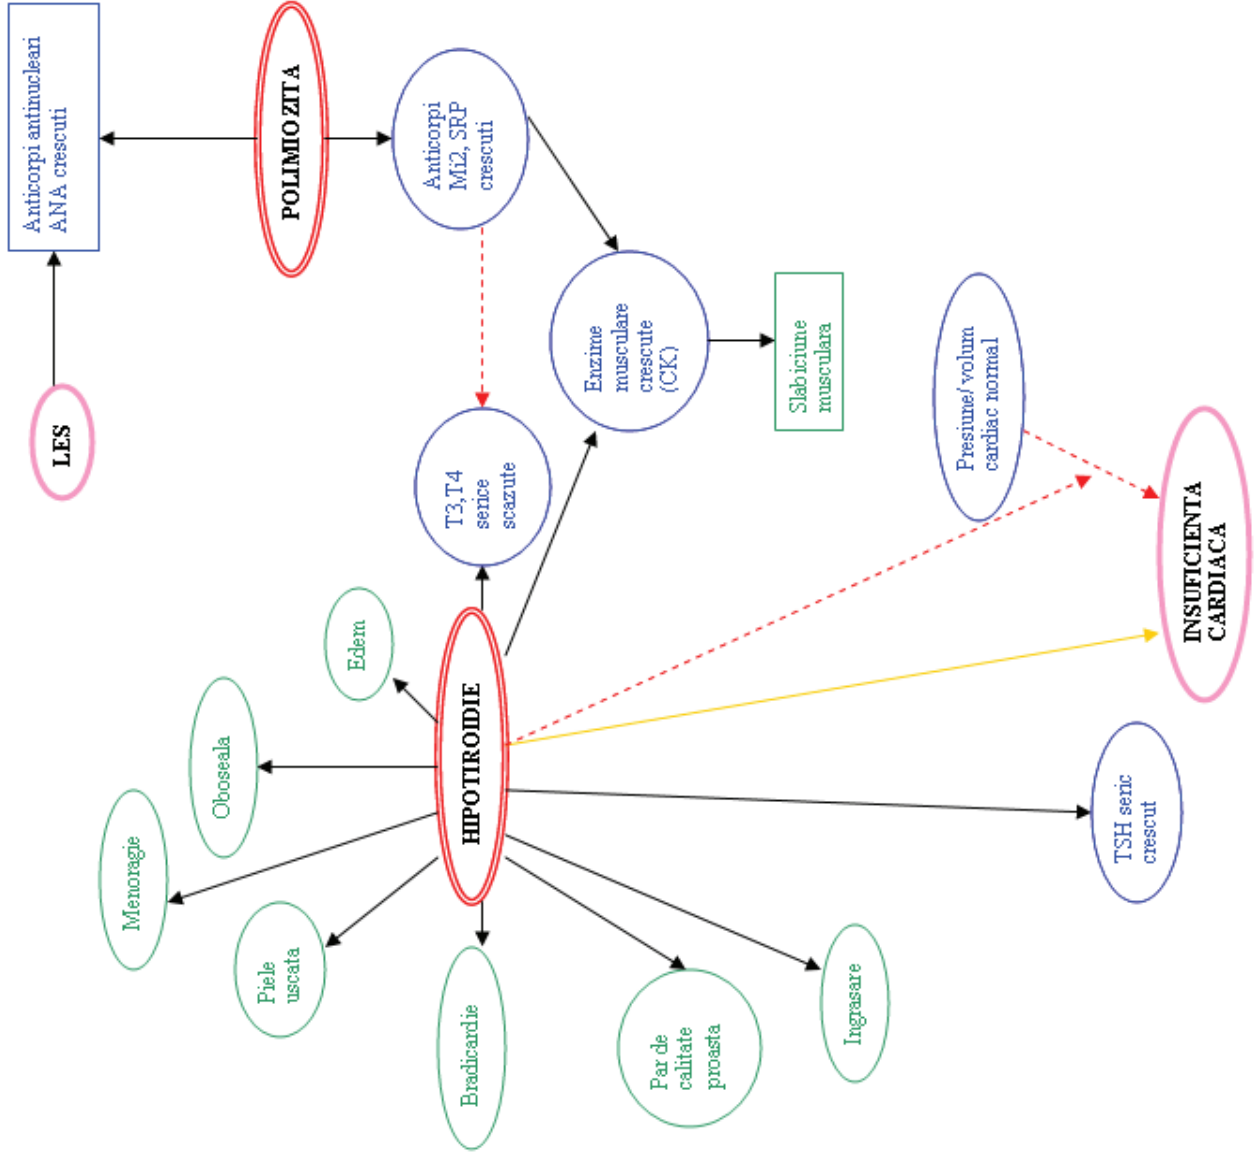 Anticorpi antinucleari
ANA crescuti
LES
Menoragie
Oboseala
Piele
uscata
POLIMIOZITA
Edem
Anticorpi
Mi2, SRP
crescuti
T3,T4
serice
scazute
Bradicardie
HIPOTIROIDIE
Enzime
musculare
crescute
(CK)
Par de
calitate
proasta
Slabiciune
musculara
Ingrasare
Presiune/ volum
cardiac normal
TSH seric
crescut
INSUFICIENTA
CARDIACA